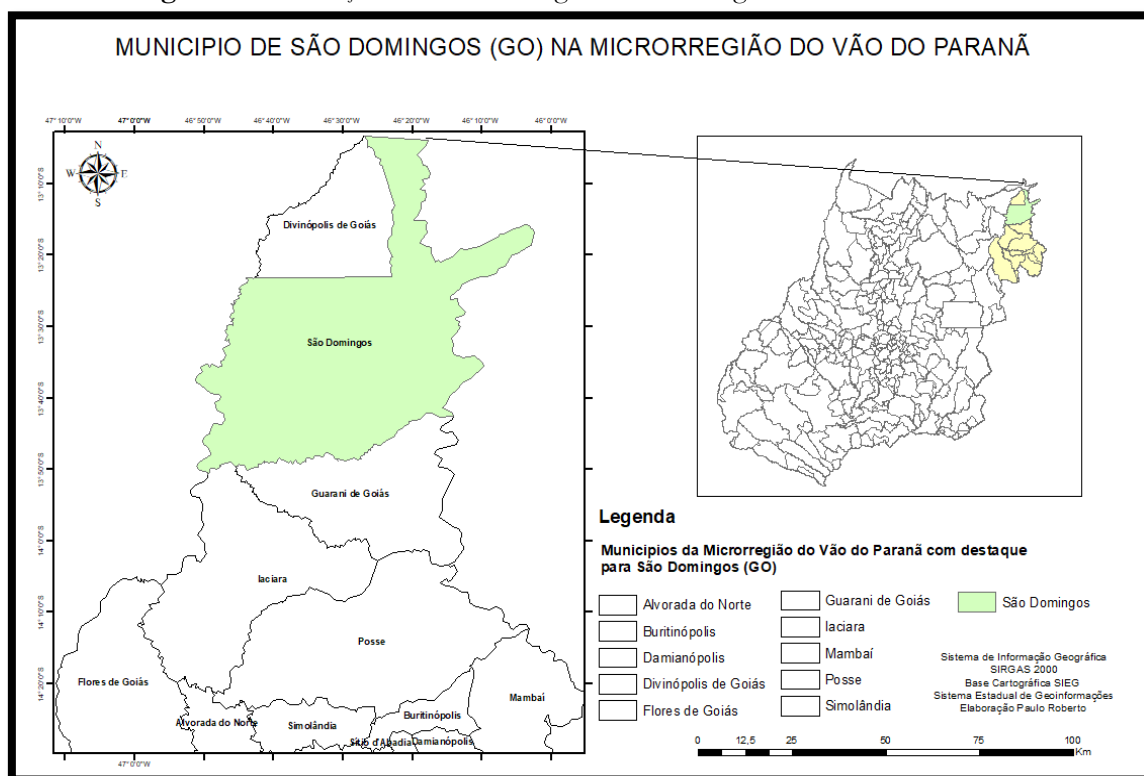 MUNICIPIO DE SÃO DOMINGOS (GO) NA MICRORREGIÃO DO VÃO DO PARANÃ
47°10'0"W 47°0'0"W 46°50'0"W 46°40'0"W 46°30'0"W 46°20'0"W 46°10'0"W 46°0'0"W
N
W E
S
13°10'0"S
Divinópolis de Goiás
13°20'0"S
13°30'0"S
São Domingos
13°40'0"S
13°50'0"S
Guarani de Goiás
14°0'0"S
Iaciara
14°10'0"S
Posse
14°20'0"S
Flores de Goiás
Mambaí
Buritinópolis
Alvorada do Norte
Simolândia
Sítio d'Abadia
Damianópolis
47°0'0"W
Legenda
Municipios da Microrregião do Vão do Paranã com destaque
para São Domingos (GO)
Alvorada do Norte
Buritinópolis
Damianópolis
Divinópolis de Goiás
Flores de Goiás
Guarani de Goiás
Iaciara
Mambaí
Posse
Simolândia
São Domingos
Sistema de Informação Geográfica
SIRGAS 2000
Base Cartográfica SIEG
Sistema Estadual de Geoinformações
Elaboração Paulo Roberto
0 12,5 25 50 75 100
Km